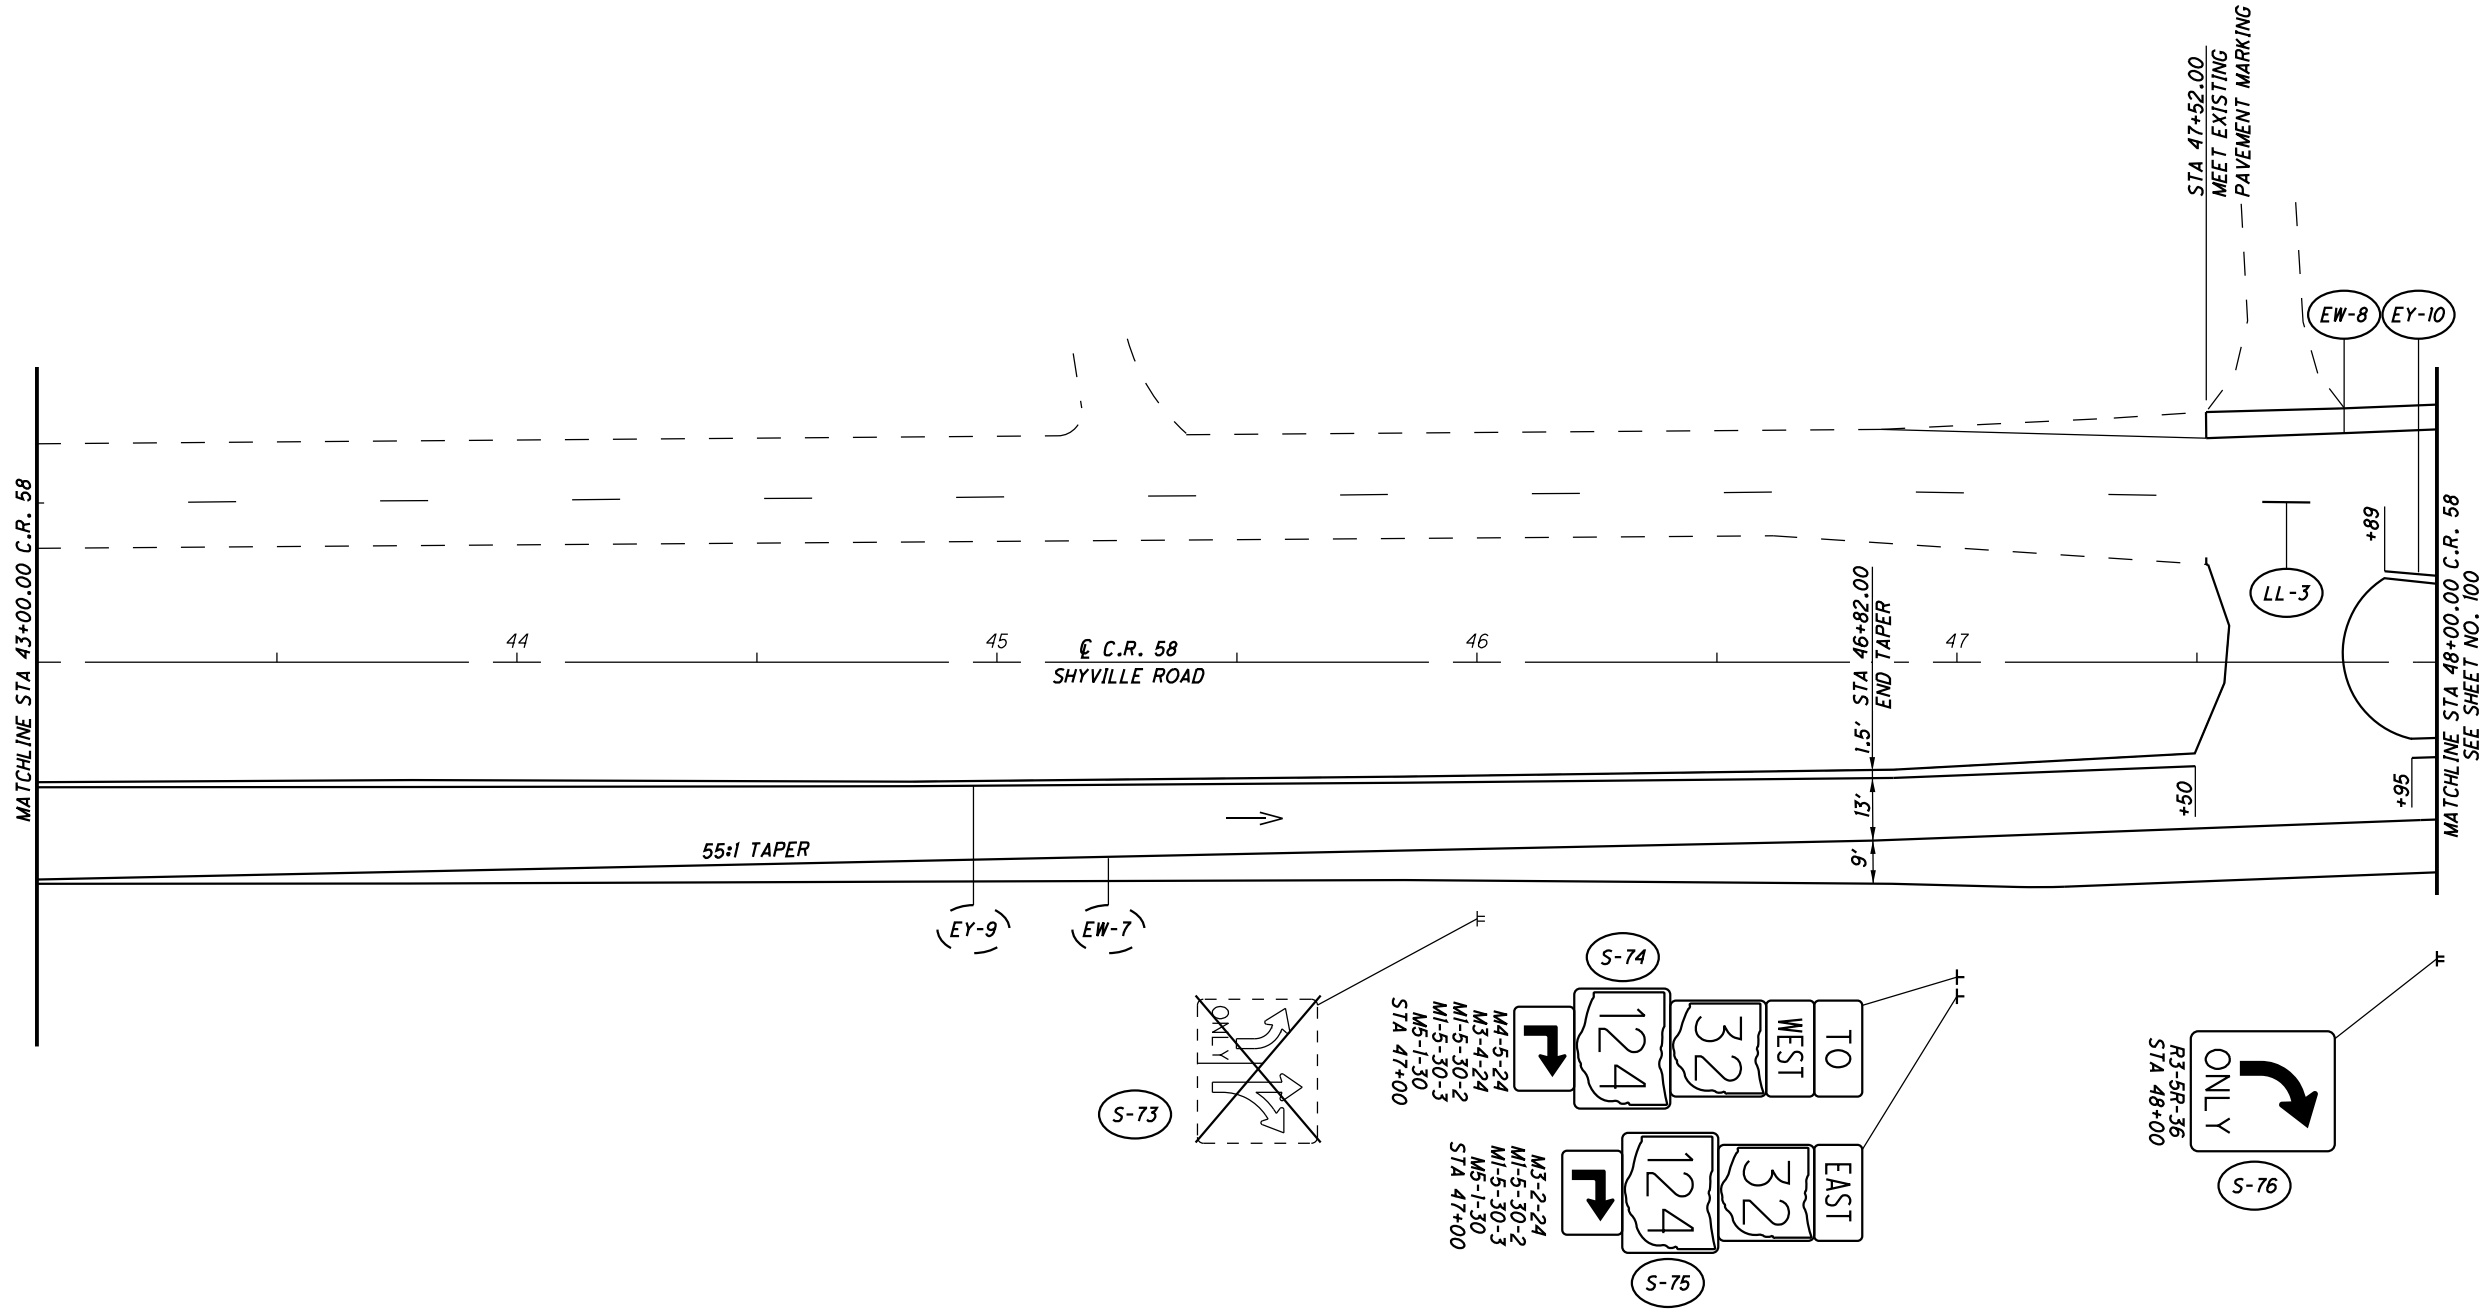 STA 47+52.00
MEET EXISTING
PAVEMENT MARKING
EW-8
EY-10
MATCHLINE STA 43+00.00 C.R. 58
+89
LL-3
44
45
46
47
℄ C.R. 58
SHYVILLE ROAD
STA 46+82.00
END TAPER
1.5'
13'
9'
+50
+95
MATCHLINE STA 48+00.00 C.R. 58
SEE SHEET NO. 100
55:1 TAPER
EY-9
EW-7
S-73
ONLY
S-74
TO
WEST
32
124
M4-5-24
M3-4-24
M1-5-30-2
M1-5-30-3
M5-1-30
STA 47+00
EAST
32
124
M3-2-24
M1-5-30-2
M1-5-30-3
M5-1-30
STA 47+00
S-75
ONLY
R3-5R-36
STA 48+00
S-76